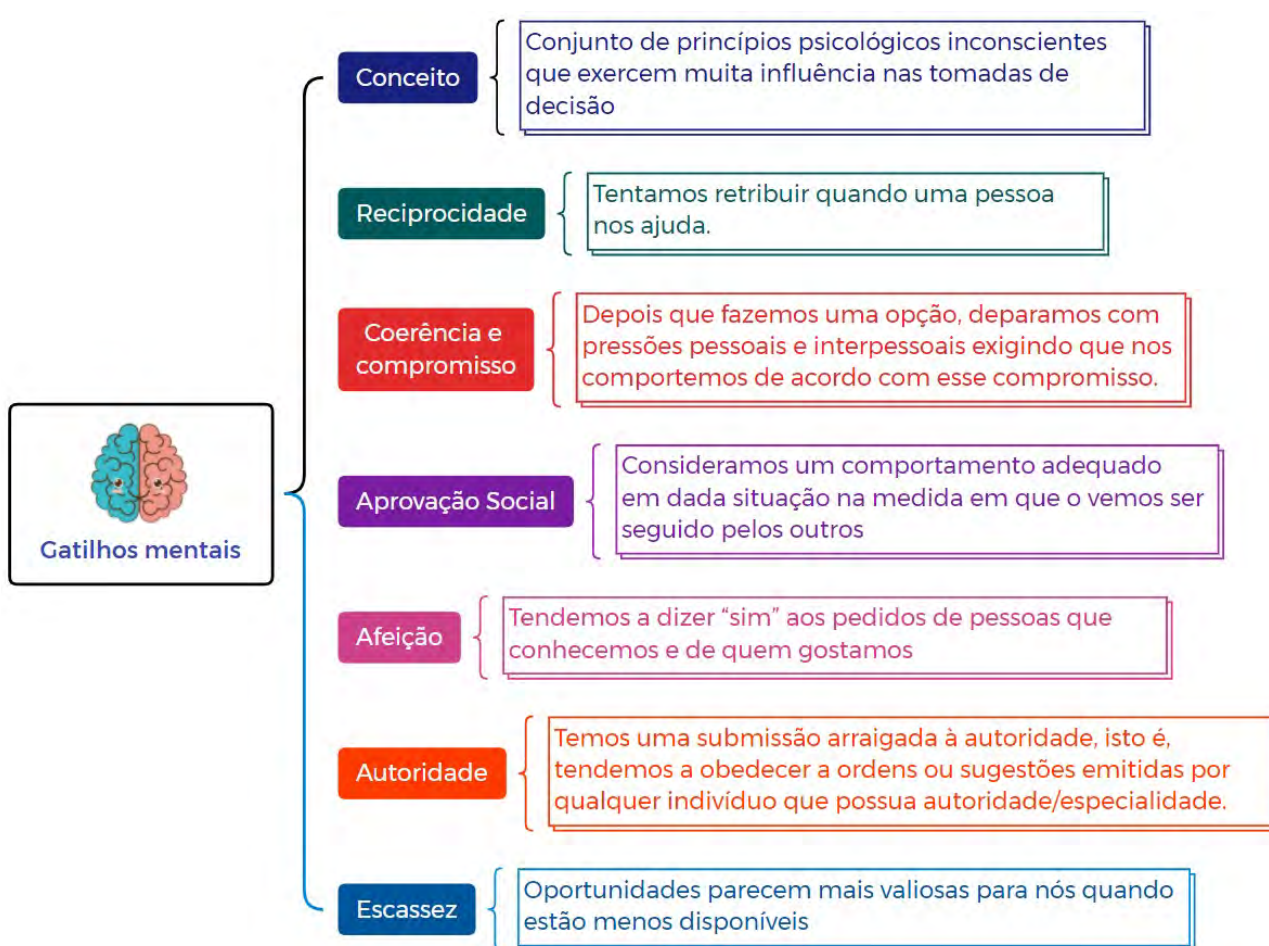 Conceito
Conjunto de princípios psicológicos inconscientes
que exercem muita influência nas tomadas de
decisão
Reciprocidade
Tentamos retribuir quando uma pessoa
nos ajuda.
Coerência e
compromisso
Depois que fazemos uma opção, deparamos com
pressões pessoais e interpessoais exigindo que nos
comportemos de acordo com esse compromisso.
Gatilhos mentais
Aprovação Social
Consideramos um comportamento adequado
em dada situação na medida em que o vemos ser
seguido pelos outros
Afeição
Tendemos a dizer “sim” aos pedidos de pessoas que
conhecemos e de quem gostamos
Autoridade
Temos uma submissão arraigada à autoridade, isto é,
tendemos a obedecer a ordens ou sugestões emitidas por
qualquer indivíduo que possua autoridade/especialidade.
Escassez
Oportunidades parecem mais valiosas para nós quando
estão menos disponíveis